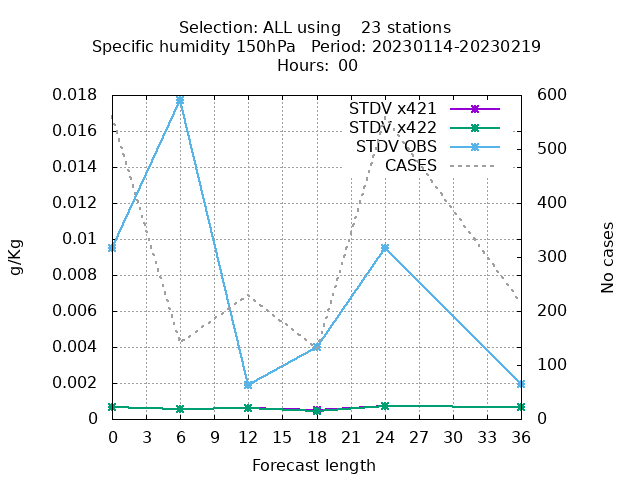 Selection: ALL using    23 stations
Specific humidity 150hPa   Period: 20230114-20230219
Hours:  00
STDV x421
STDV x422
STDV OBS
CASES
0.018
0.016
0.014
0.012
0.01
0.008
0.006
0.004
0.002
0
g/Kg
600
500
400
300
200
100
0
No cases
0 3 6 9 12 15 18 21 24 27 30 33 36
Forecast length